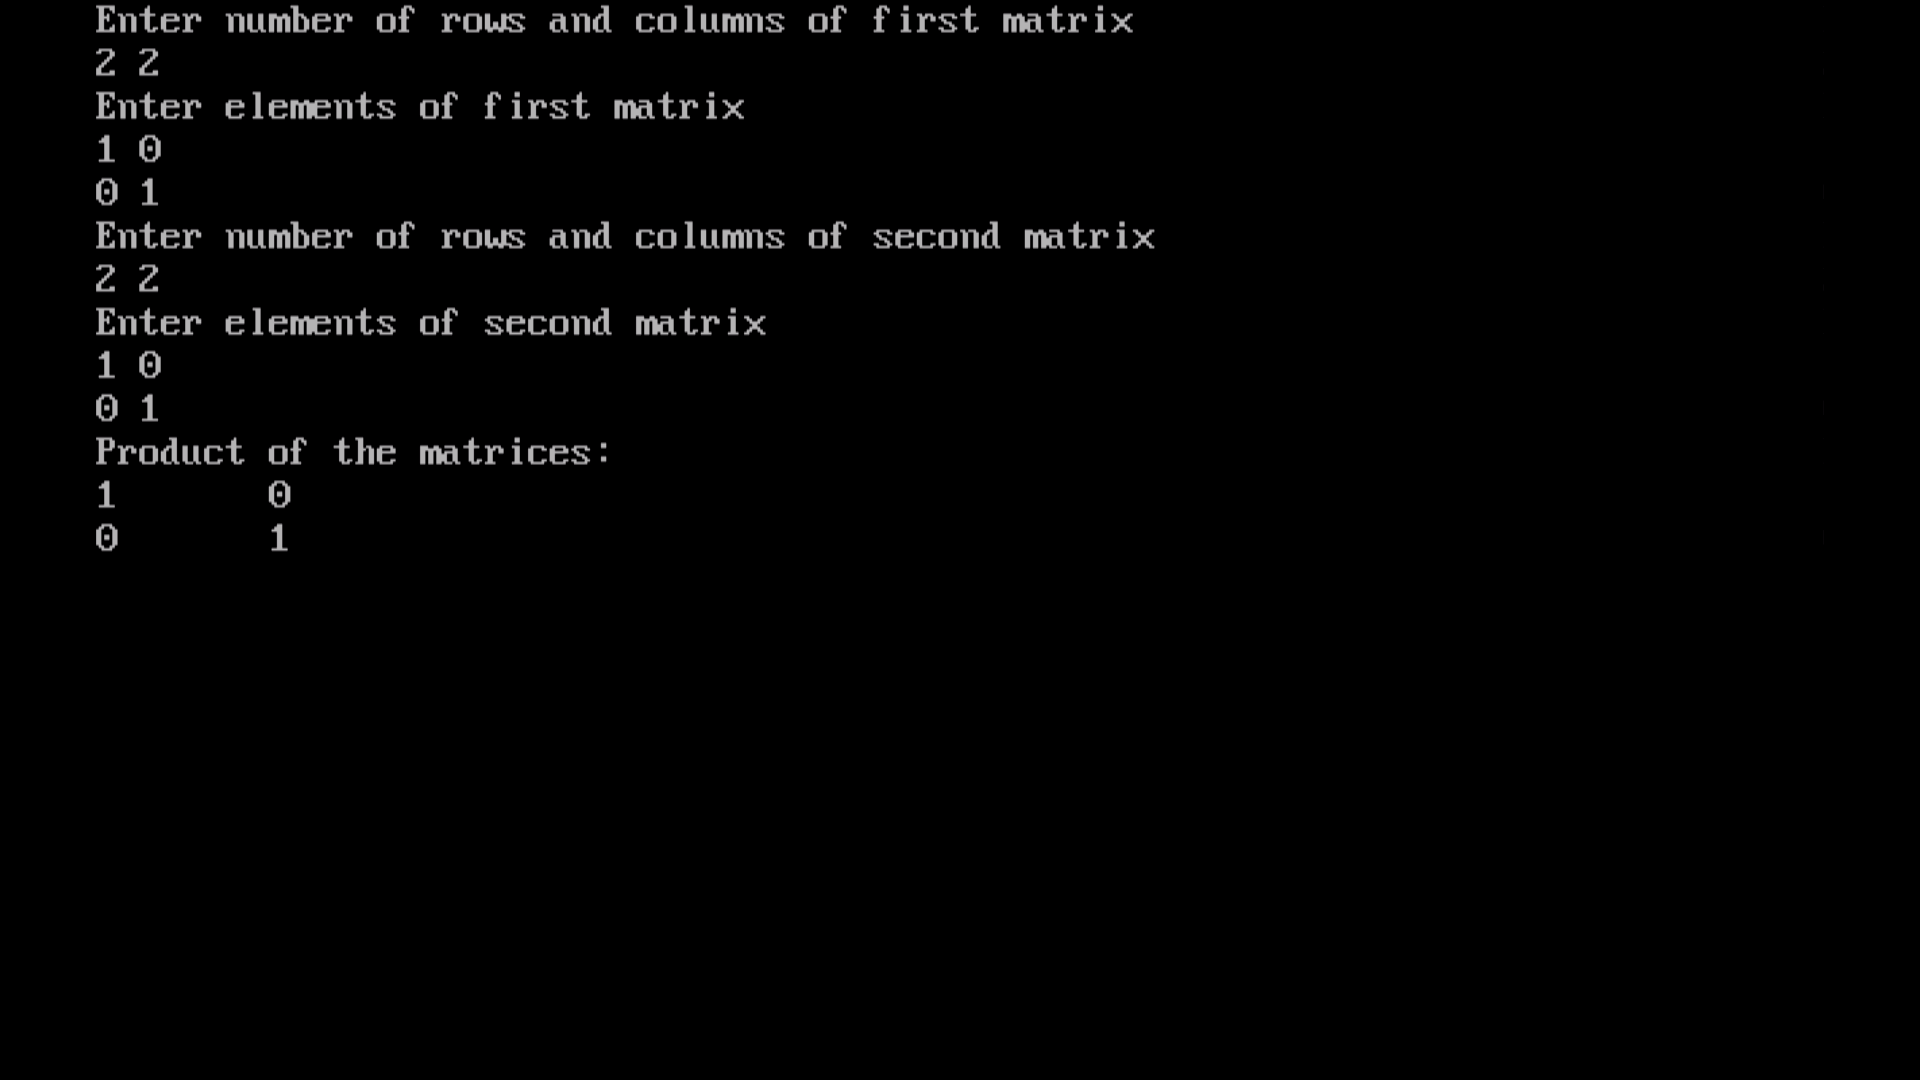 Enter number of rows and columns of first matrix
2 2
Enter elements of first matrix
1 0
0 1
Enter number of rows and columns of second matrix
2 2
Enter elements of second matrix
1 0
0 1
Product of the matrices:
1 0
0 1